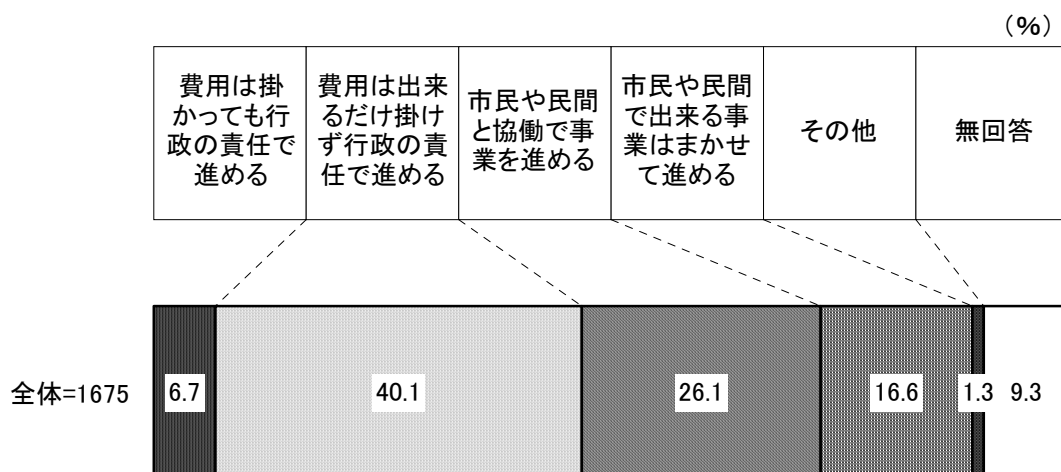 （％）
費用は掛
かっても行
政の責任で
進める
費用は出来
るだけ掛け
ず行政の責
任で進める
市民や民間
と協働で事
業を進める
市民や民間
で出来る事
業はまかせ
て進める
その他
無回答
全体=1675
6.7
40.1
26.1
16.6
1.3
9.3